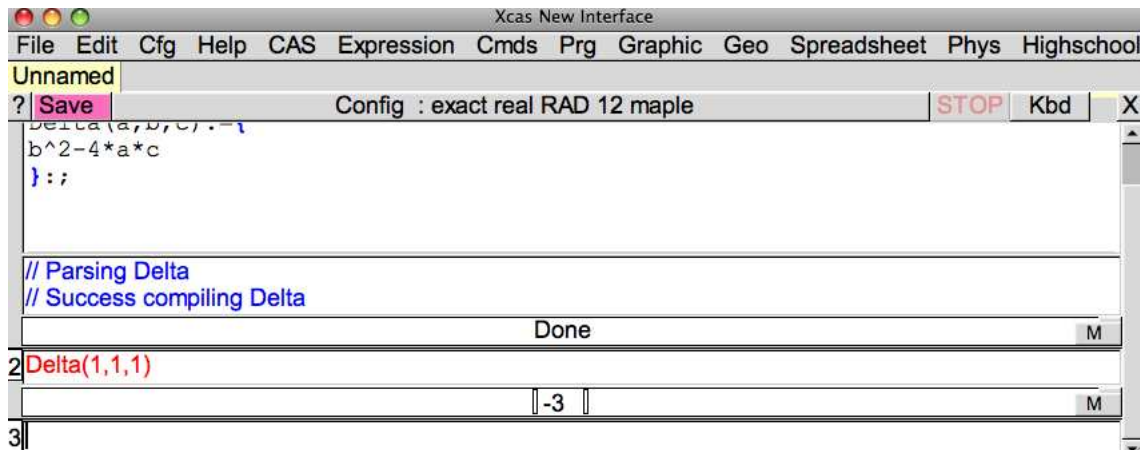 Xcas New Interface
File Edit Cfg Help CAS Expression Cmds Prg Graphic Geo Spreadsheet Phys Highschool
Unnamed
? Save Config : exact real RAD 12 maple STOP Kbd X
Delta(a,b,c):={
b^2-4*a*c
}:;
// Parsing Delta
// Success compiling Delta
Done M
2 Delta(1,1,1)
-3 M
3